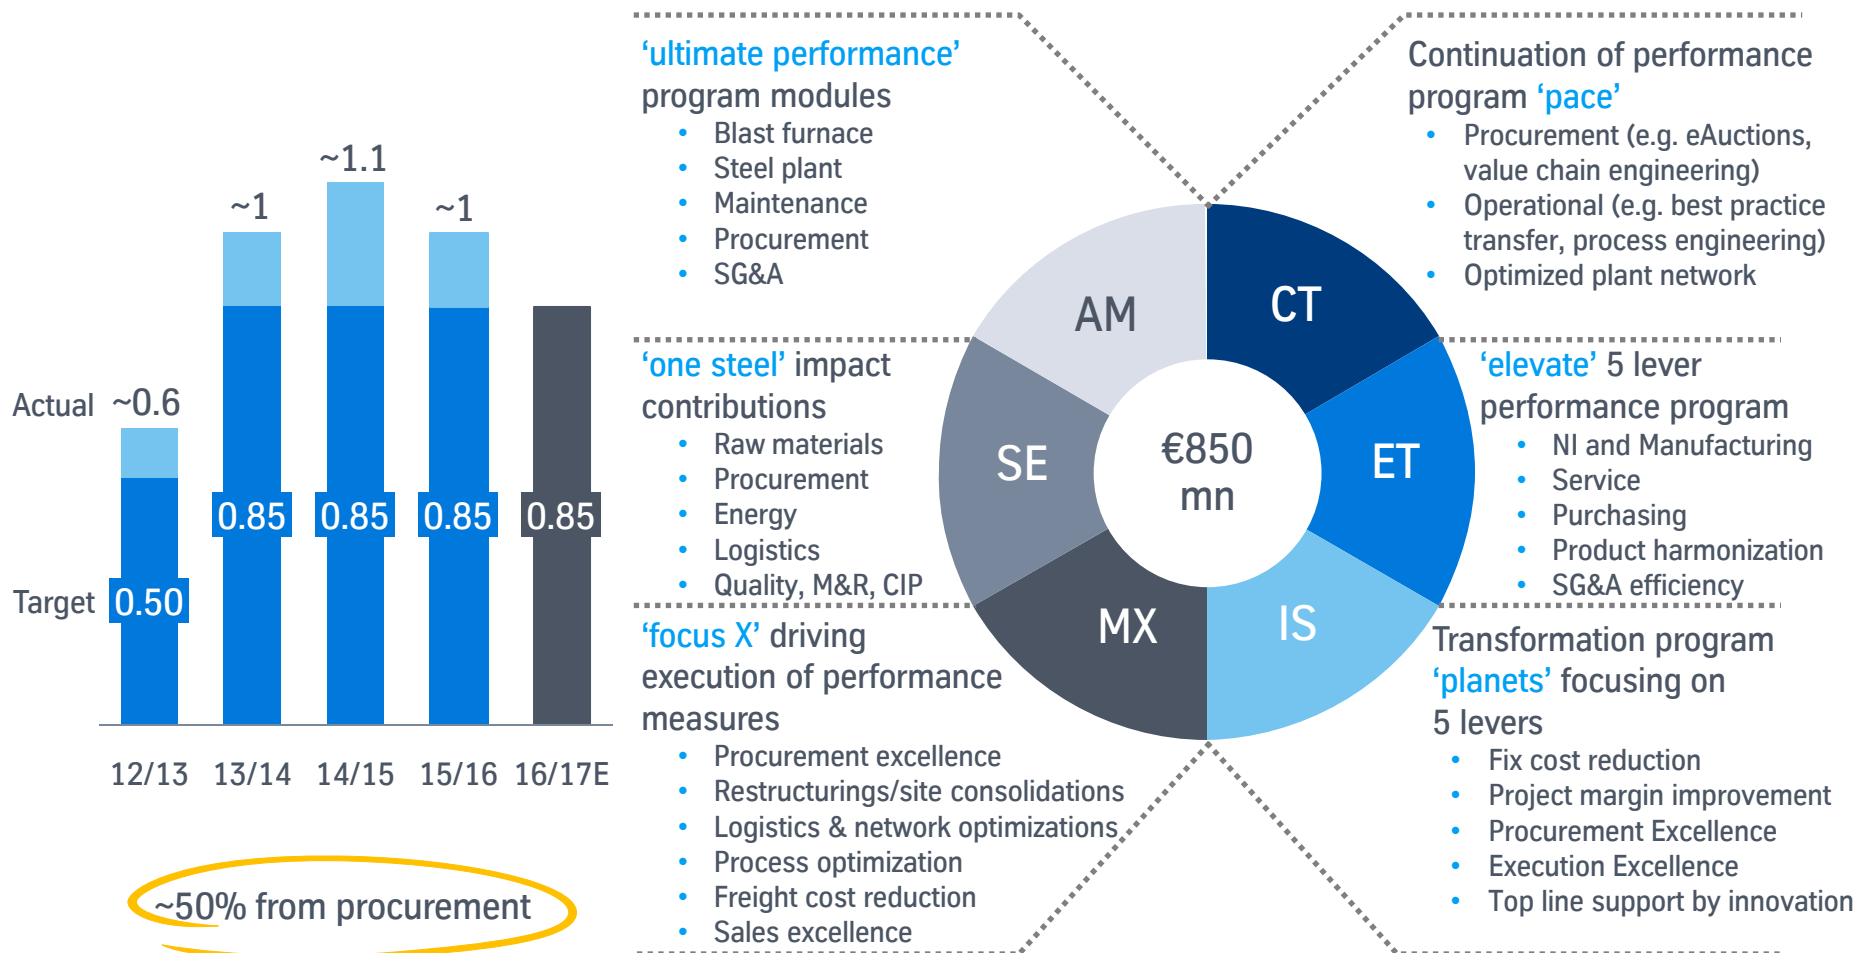 Actual
Target
~0.6
0.50
~1
0.85
~1.1
0.85
~1
0.85
0.85
12/13
13/14
14/15
15/16
16/17E
~50% from procurement
‘ultimate performance’
program modules
• Blast furnace
• Steel plant
• Maintenance
• Procurement
• SG&A
‘one steel’ impact
contributions
• Raw materials
• Procurement
• Energy
• Logistics
• Quality, M&R, CIP
‘focus X’ driving
execution of performance
measures
• Procurement excellence
• Restructurings/site consolidations
• Logistics & network optimizations
• Process optimization
• Freight cost reduction
• Sales excellence
AM
CT
SE
€850
mn
ET
MX
IS
Continuation of performance
program ‘pace’
• Procurement (e.g. eAuctions,
value chain engineering)
• Operational (e.g. best practice
transfer, process engineering)
• Optimized plant network
‘elevate’ 5 lever
performance program
• NI and Manufacturing
• Service
• Purchasing
• Product harmonization
• SG&A efficiency
Transformation program
‘planets’ focusing on
5 levers
• Fix cost reduction
• Project margin improvement
• Procurement Excellence
• Execution Excellence
• Top line support by innovation